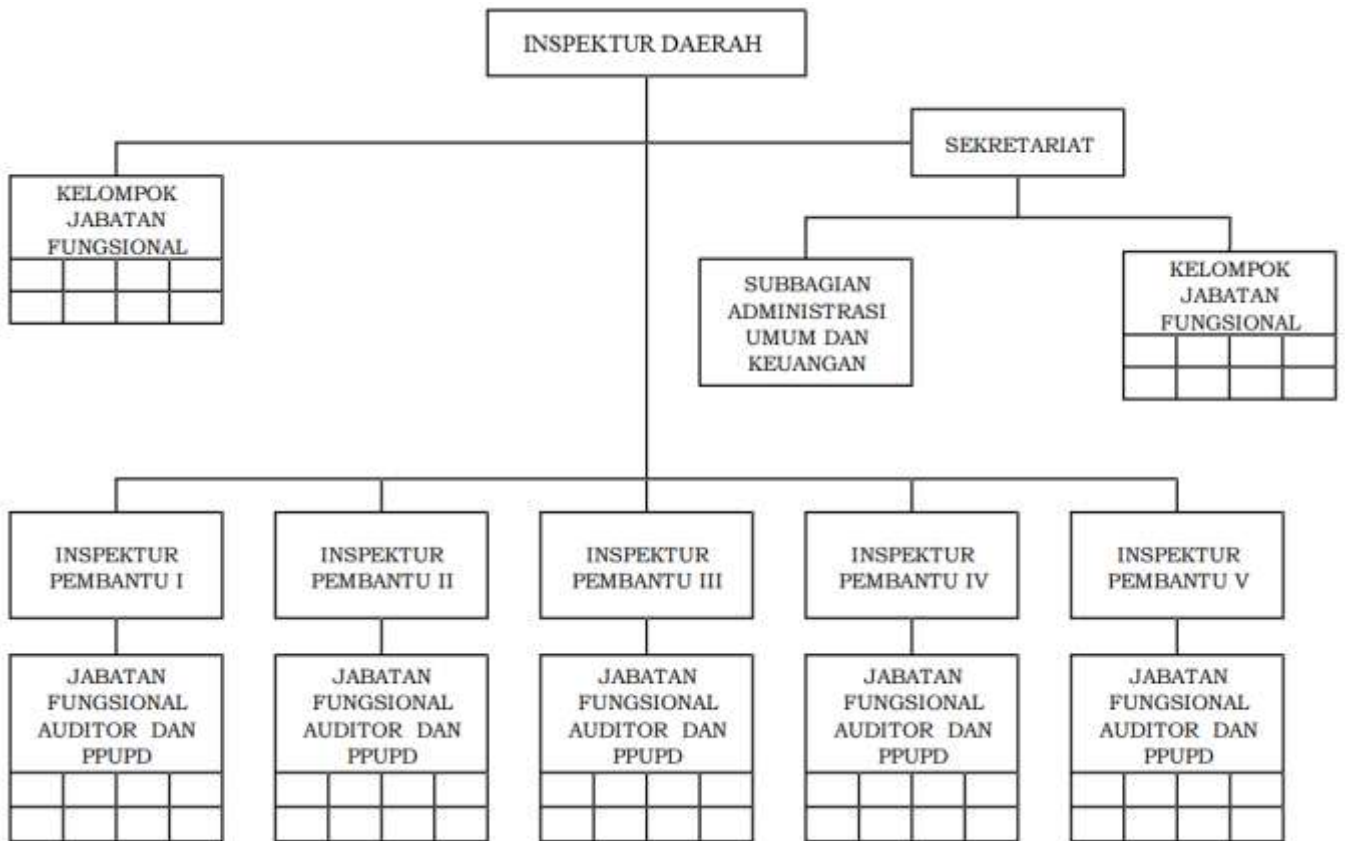 INSPEKTUR DAERAH
SEKRETARIAT
KELOMPOK
JABATAN
FUNGSIONAL
SUBBAGIAN
ADMINISTRASI
UMUM DAN
KEUANGAN
KELOMPOK
JABATAN
FUNGSIONAL
INSPEKTUR
PEMBANTU I
INSPEKTUR
PEMBANTU II
INSPEKTUR
PEMBANTU III
INSPEKTUR
PEMBANTU IV
INSPEKTUR
PEMBANTU V
JABATAN
FUNGSIONAL
AUDITOR DAN
PPUPD
JABATAN
FUNGSIONAL
AUDITOR DAN
PPUPD
JABATAN
FUNGSIONAL
AUDITOR DAN
PPUPD
JABATAN
FUNGSIONAL
AUDITOR DAN
PPUPD
JABATAN
FUNGSIONAL
AUDITOR DAN
PPUPD